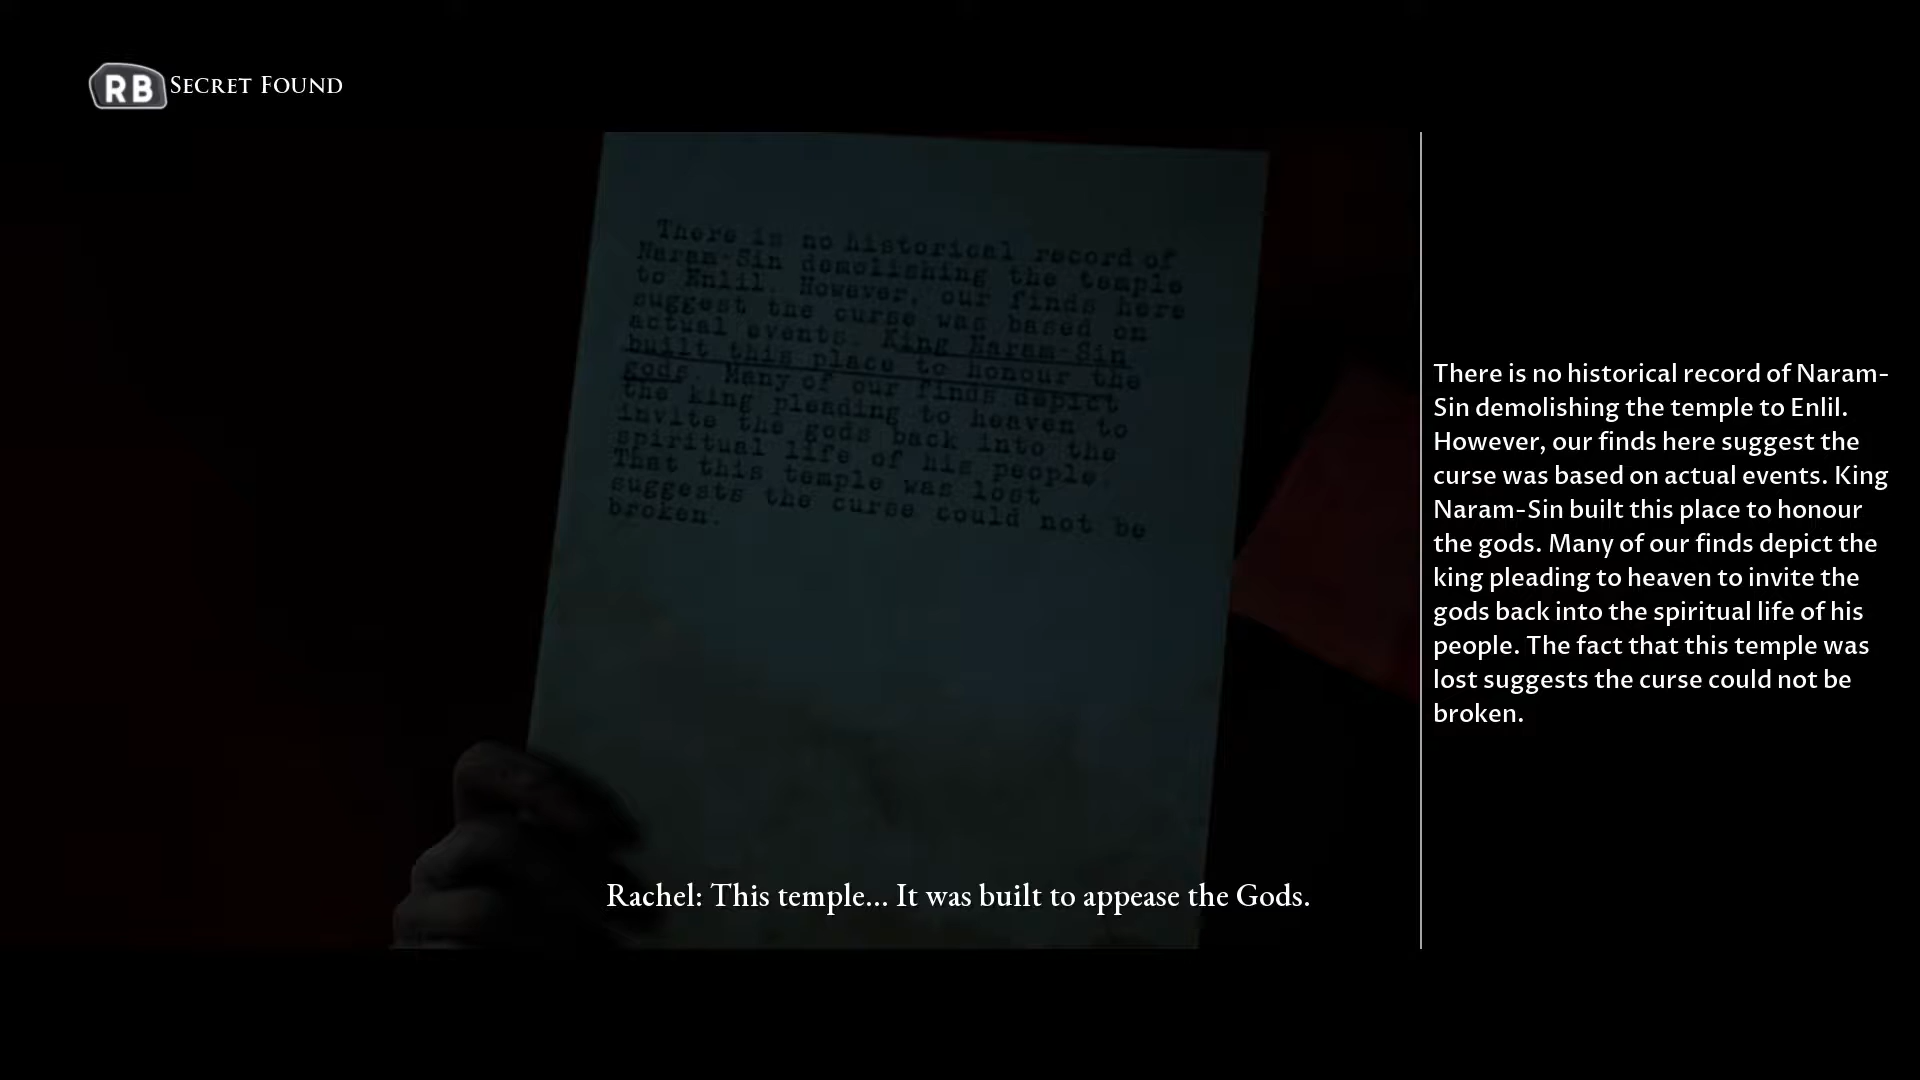 RB SECRET FOUND
There is no historical record of
Naram-Sin demolishing the temple
to Enlil. However, our finds here
suggest the curse was based on
actual events. King Naram-Sin
built this place to honour the
gods. Many of our finds depict
the king pleading to heaven to
invite the gods back into the
spiritual life of his people.
That this temple was lost
suggests the curse could not be
broken.
There is no historical record of Naram-
Sin demolishing the temple to Enlil.
However, our finds here suggest the
curse was based on actual events. King
Naram-Sin built this place to honour
the gods. Many of our finds depict the
king pleading to heaven to invite the
gods back into the spiritual life of his
people. The fact that this temple was
lost suggests the curse could not be
broken.
Rachel: This temple... It was built to appease the Gods.